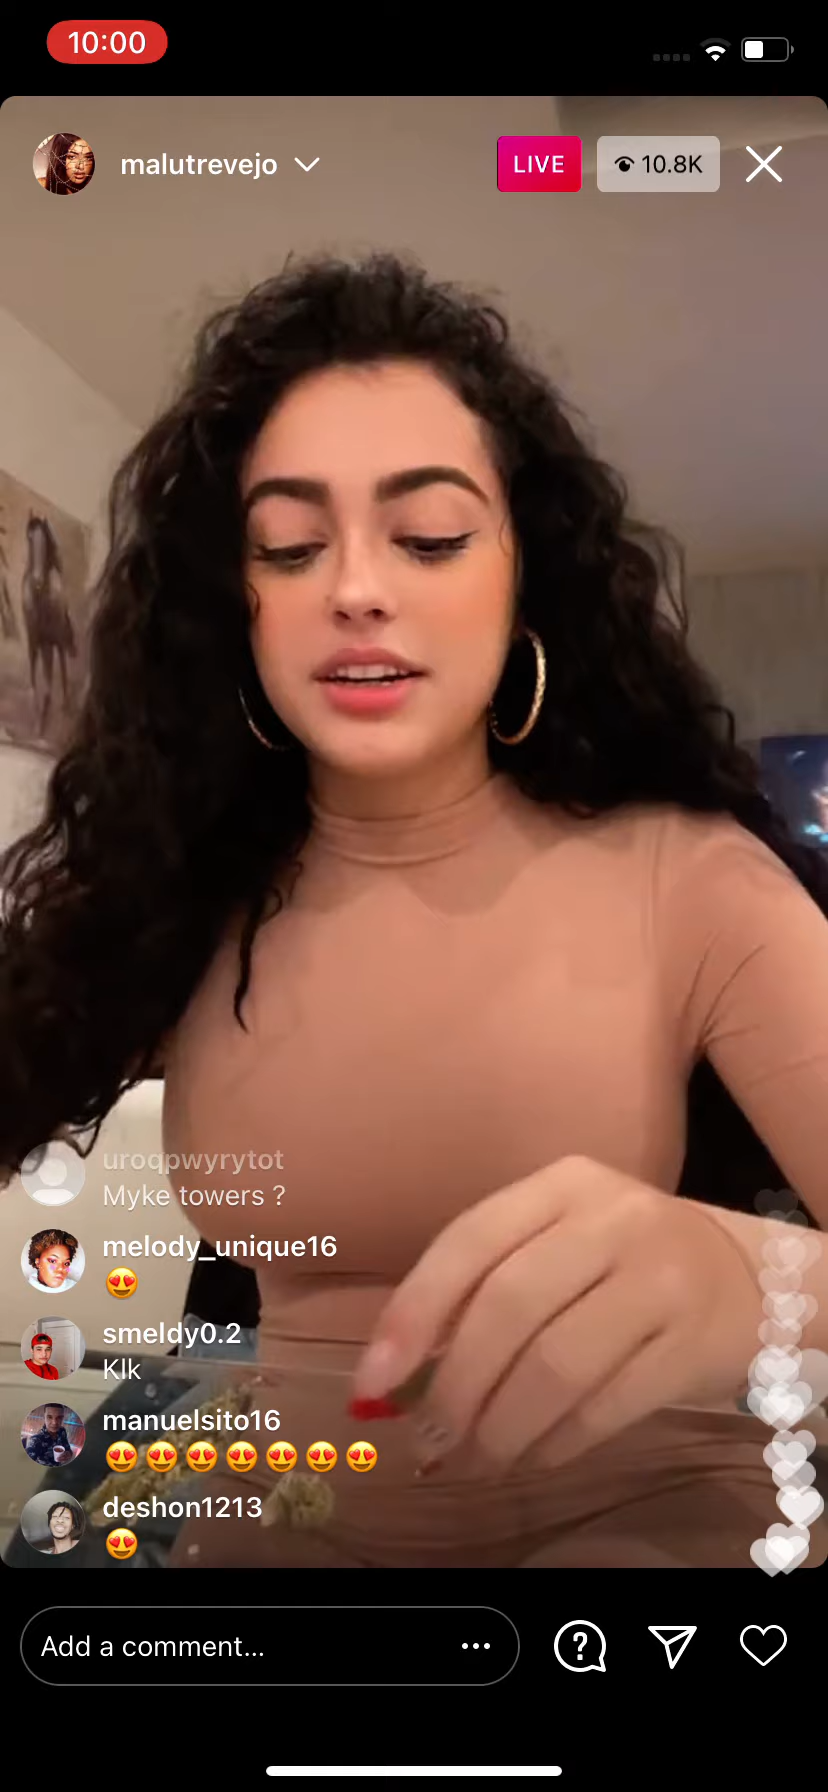 10:00
malutrevejo
LIVE
10.8K
uroqpwyrytot
Myke towers ?
melody_unique16
😍
smeldy0.2
Klk
manuelsito16
😍😍😍😍😍😍😍
deshon1213
😍
Add a comment...